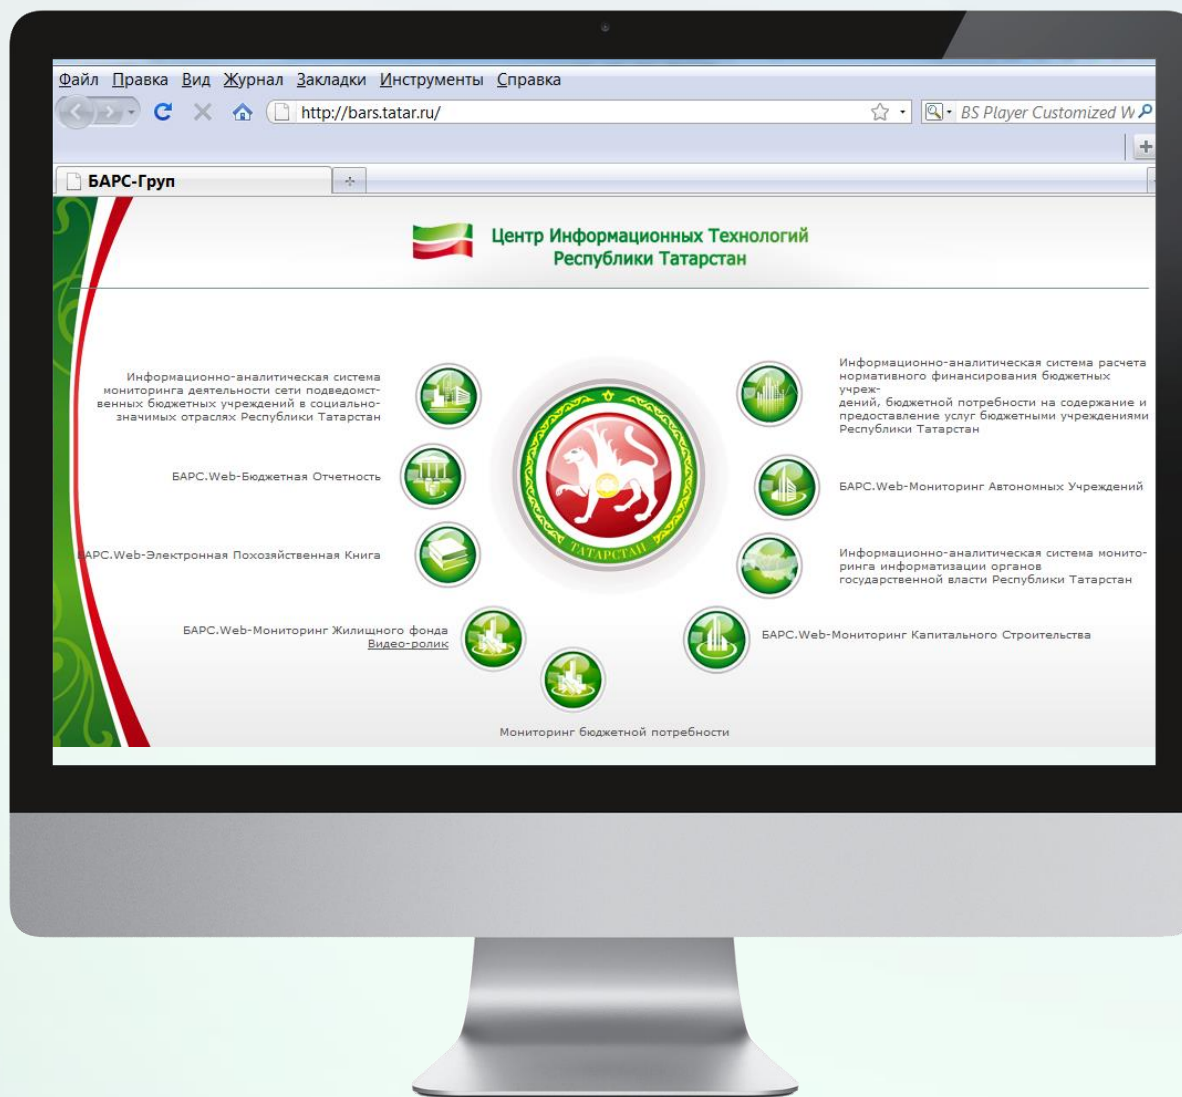 Файл Правка Вид Журнал Закладки Инструменты Справка
http://bars.tatar.ru/
BS Player Customized W
БАРС-Груп
Центр Информационных Технологий
Республики Татарстан
Информационно-аналитическая система
мониторинга деятельности сети подведомст-
венных бюджетных учреждений в социально-
значимых отраслях Республики Татарстан
БАРС.Web-Бюджетная Отчетность
БАРС.Web-Электронная Похозяйственная Книга
БАРС.Web-Мониторинг Жилищного фонда
Видео-ролик
ТАТАРСТАН
Мониторинг бюджетной потребности
Информационно-аналитическая система расчета
нормативного финансирования бюджетных
учреж-
дений, бюджетной потребности на содержание и
предоставление услуг бюджетными учреждениями
Республики Татарстан
БАРС.Web-Мониторинг Автономных Учреждений
Информационно-аналитическая система монито-
ринга информатизации органов
государственной власти Республики Татарстан
БАРС.Web-Мониторинг Капитального Строительства